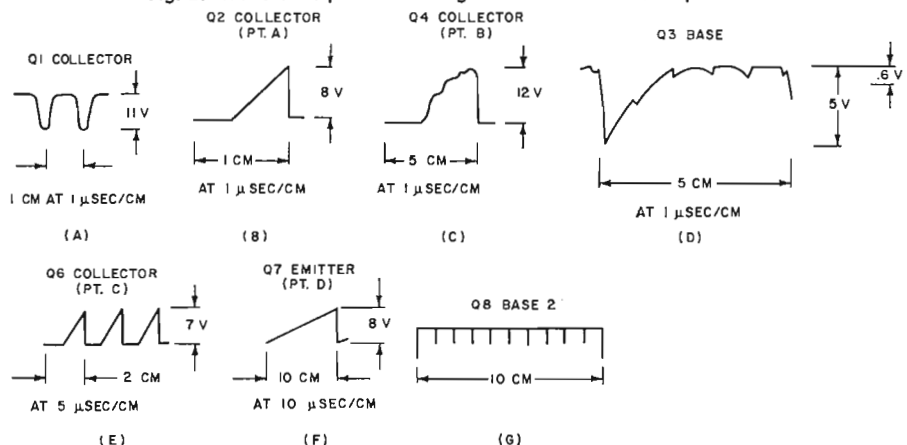 Q1 COLLECTOR
11 V
1 CM AT 1 µSEC/CM
(A)
Q2 COLLECTOR
(PT. A)
8 V
1 CM
AT 1 µSEC/CM
(B)
Q4 COLLECTOR
(PT. B)
12 V
5 CM
AT 1 µSEC/CM
(C)
Q3 BASE
.6 V
5 V
5 CM
AT 1 µSEC/CM
(D)
Q6 COLLECTOR
(PT. C)
7 V
2 CM
AT 5 µSEC/CM
(E)
Q7 EMITTER
(PT. D)
8 V
10 CM
AT 10 µSEC/CM
(F)
Q8 BASE 2
10 CM
(G)